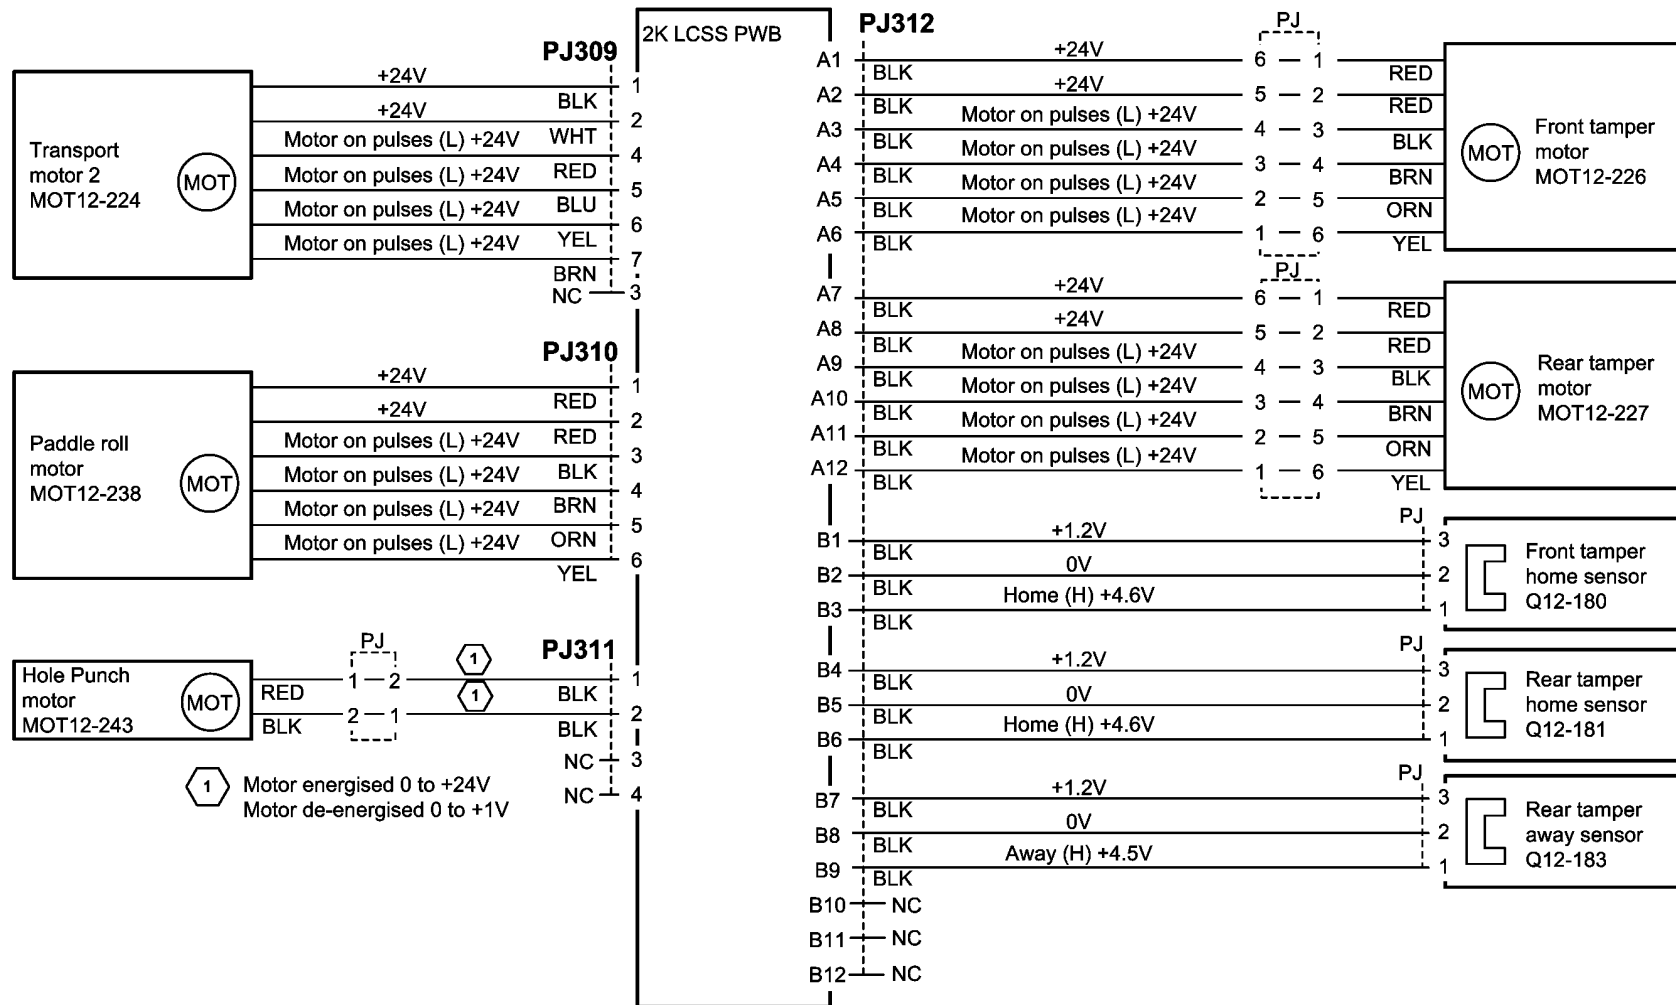 2K LCSS PWB
PJ309
Transport
motor 2
MOT12-224
MOT
+24V
BLK
1
+24V
WHT
2
Motor on pulses (L) +24V
RED
4
Motor on pulses (L) +24V
BLU
5
Motor on pulses (L) +24V
YEL
6
Motor on pulses (L) +24V
BRN
7
NC
3
PJ310
Paddle roll
motor
MOT12-238
MOT
+24V
RED
1
+24V
RED
2
Motor on pulses (L) +24V
BLK
3
Motor on pulses (L) +24V
BRN
4
Motor on pulses (L) +24V
ORN
5
Motor on pulses (L) +24V
YEL
6
PJ311
Hole Punch
motor
MOT12-243
MOT
PJ
RED
1
2
1
BLK
1
BLK
2
1
1
BLK
2
NC
3
NC
4
1
Motor energised 0 to +24V
Motor de-energised 0 to +1V
PJ312
PJ
A1
BLK
+24V
6
1
RED
A2
BLK
+24V
5
2
RED
A3
BLK
Motor on pulses (L) +24V
4
3
BLK
A4
BLK
Motor on pulses (L) +24V
3
4
BRN
A5
BLK
Motor on pulses (L) +24V
2
5
ORN
A6
BLK
Motor on pulses (L) +24V
1
6
YEL
MOT
Front tamper
motor
MOT12-226
PJ
A7
BLK
+24V
6
1
RED
A8
BLK
+24V
5
2
RED
A9
BLK
Motor on pulses (L) +24V
4
3
BLK
A10
BLK
Motor on pulses (L) +24V
3
4
BRN
A11
BLK
Motor on pulses (L) +24V
2
5
ORN
A12
BLK
Motor on pulses (L) +24V
1
6
YEL
MOT
Rear tamper
motor
MOT12-227
PJ
B1
BLK
+1.2V
3
B2
BLK
0V
2
B3
BLK
Home (H) +4.6V
1
Front tamper
home sensor
Q12-180
PJ
B4
BLK
+1.2V
3
B5
BLK
0V
2
B6
BLK
Home (H) +4.6V
1
Rear tamper
home sensor
Q12-181
PJ
B7
BLK
+1.2V
3
B8
BLK
0V
2
B9
BLK
Away (H) +4.5V
1
Rear tamper
away sensor
Q12-183
B10
NC
B11
NC
B12
NC